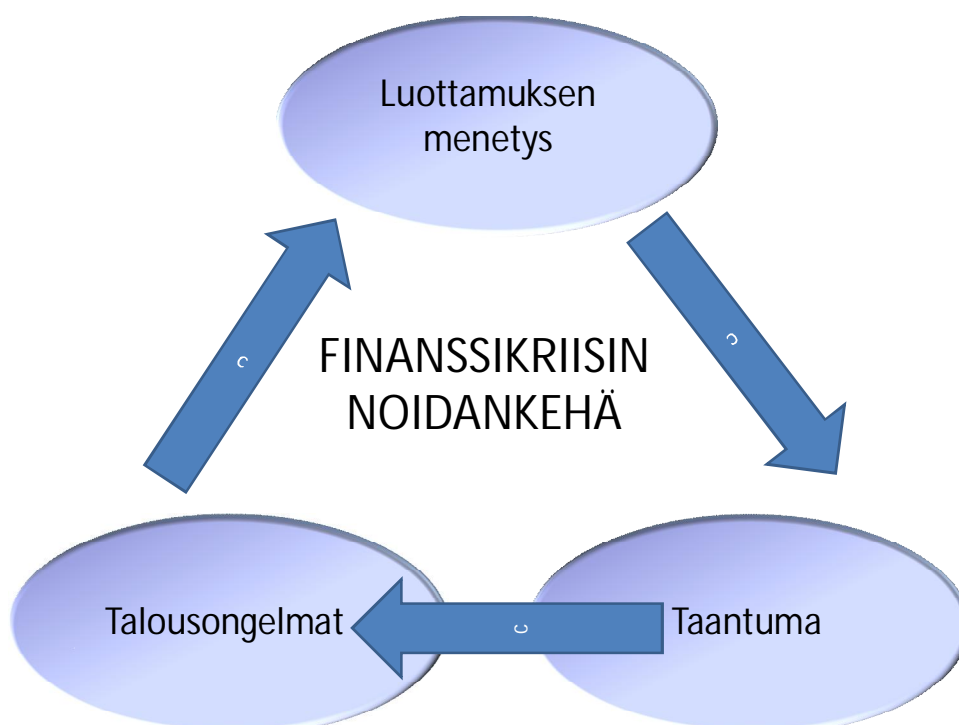 Luottamuksen
menetys
c
c
FINANSSIKRIISIN
NOIDANKEHÄ
Talousongelmat
c
Taantuma